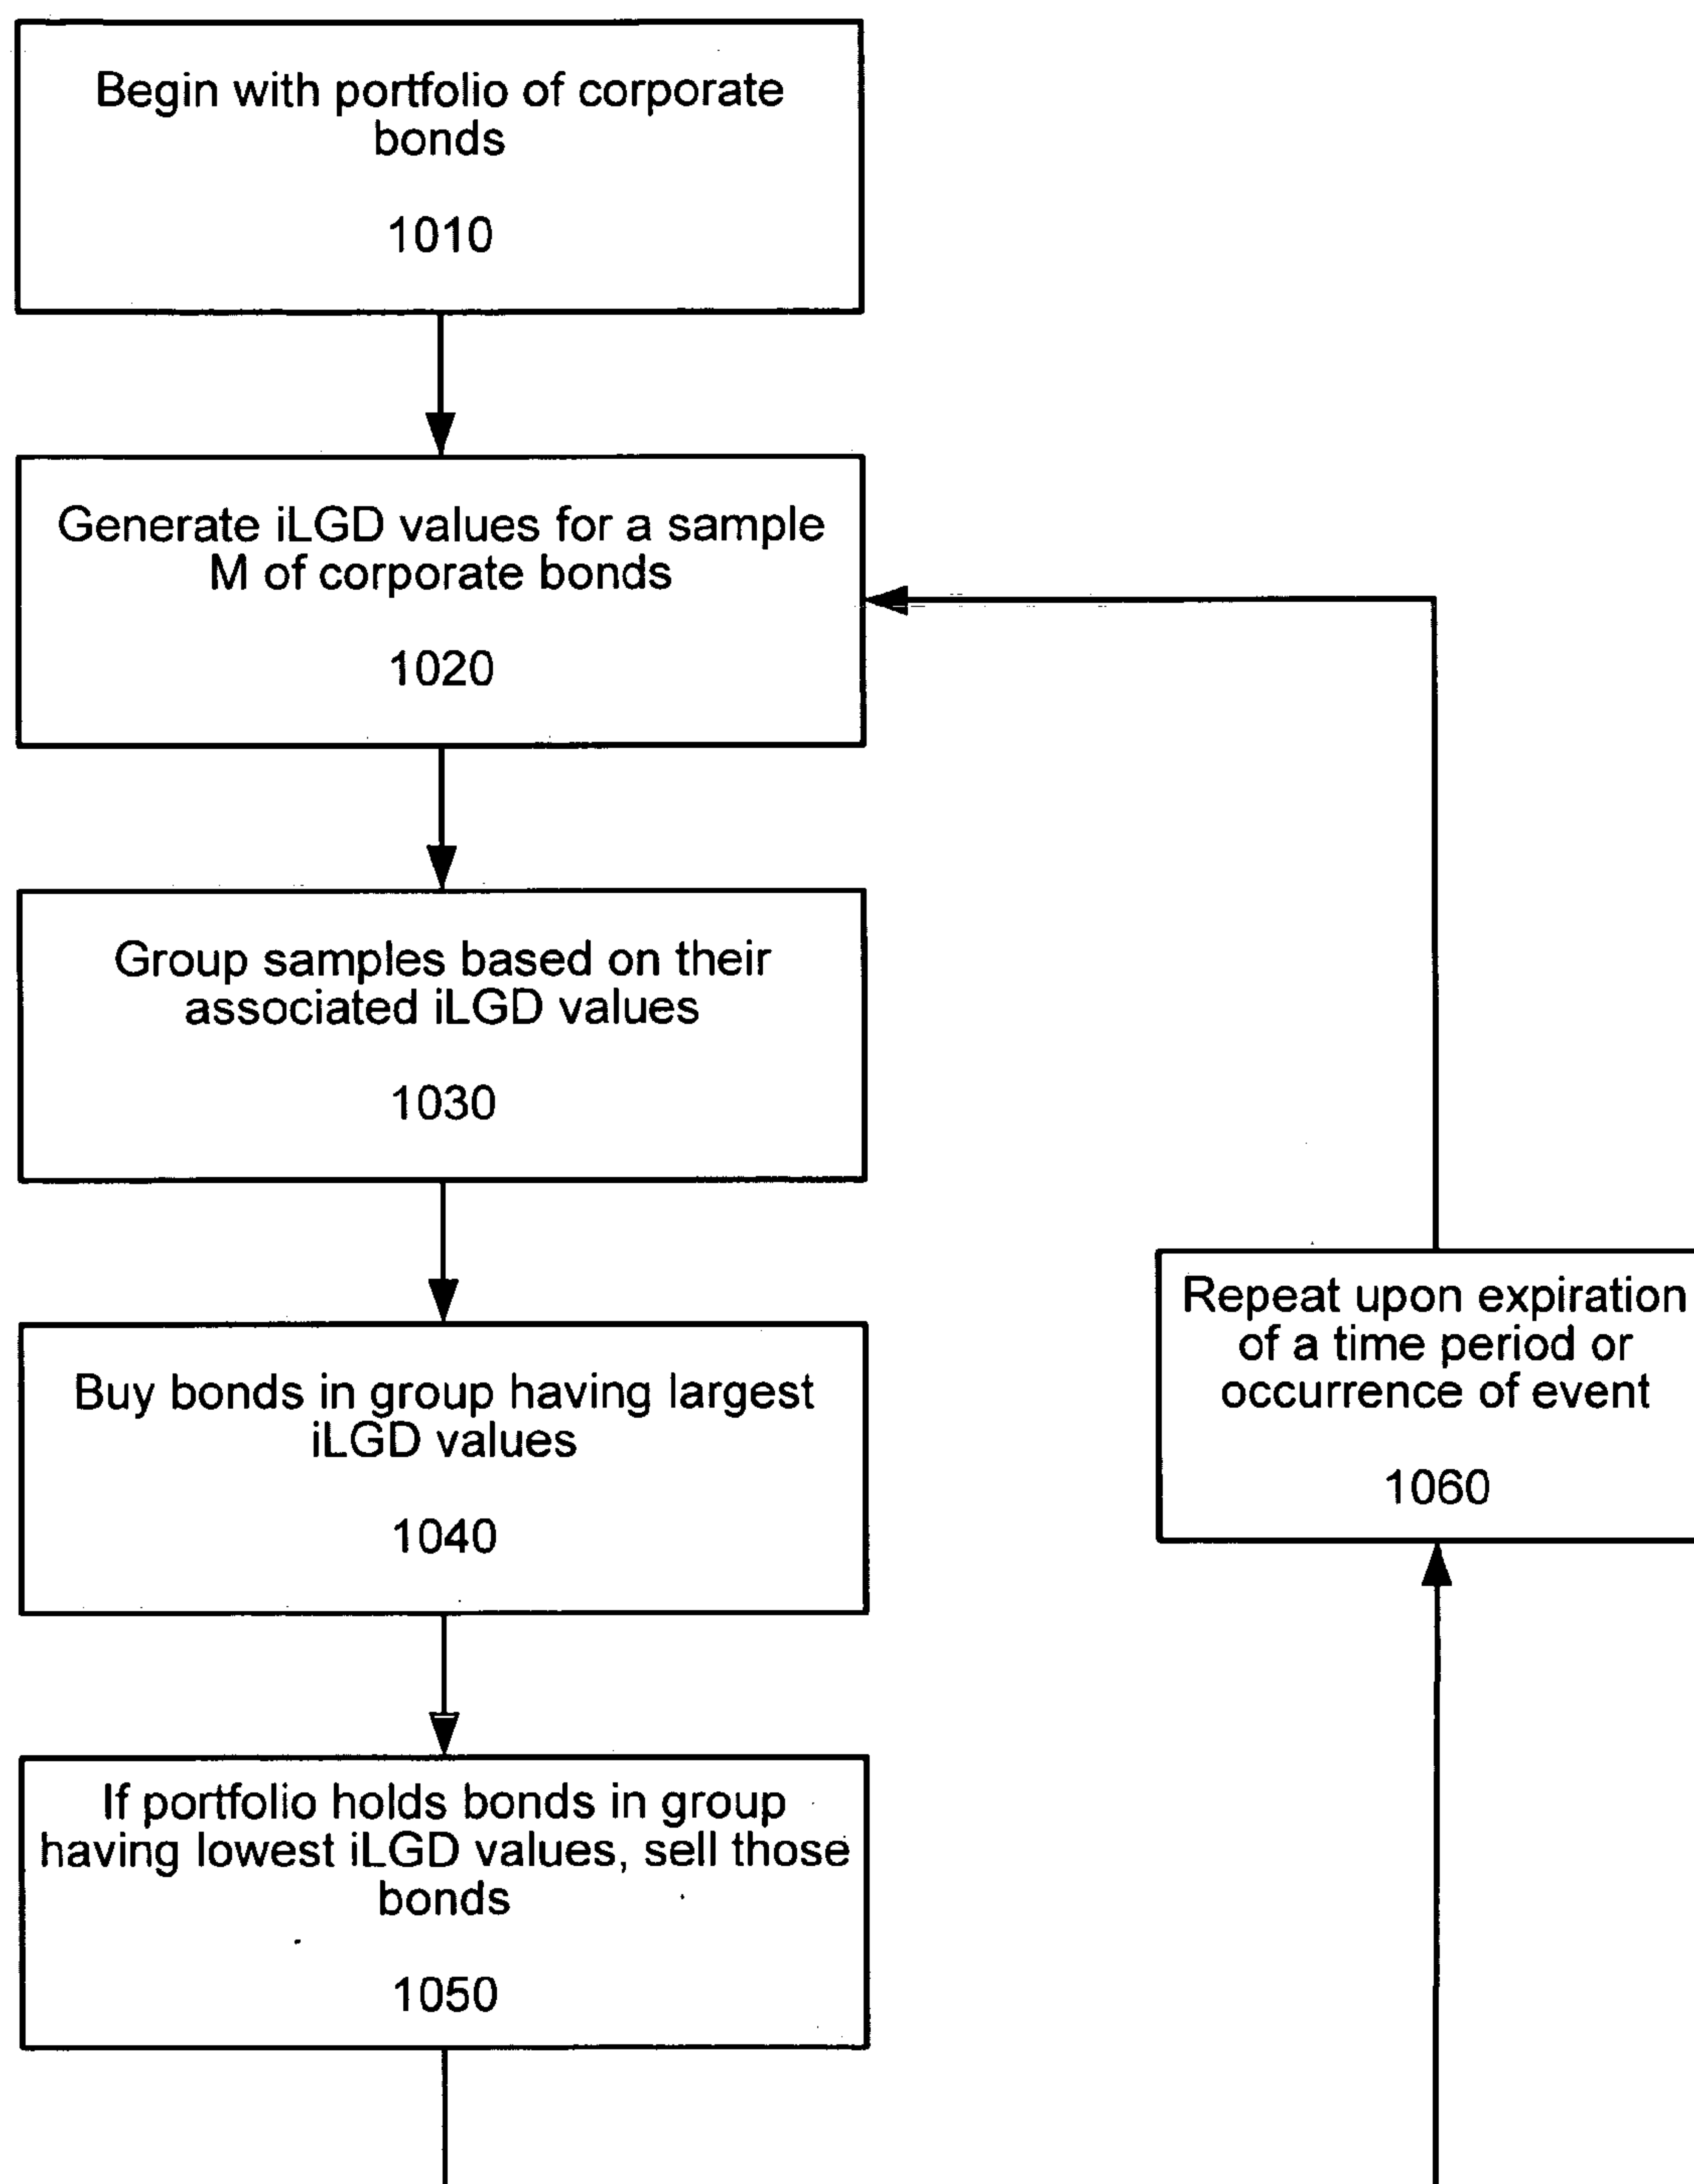 Begin with portfolio of corporate
bonds
1010
Generate iLGD values for a sample
M of corporate bonds
1020
Group samples based on their
associated iLGD values
1030
Buy bonds in group having largest
iLGD values
1040
If portfolio holds bonds in group
having lowest iLGD values, sell those
bonds
1050
Repeat upon expiration
of a time period or
occurrence of event
1060